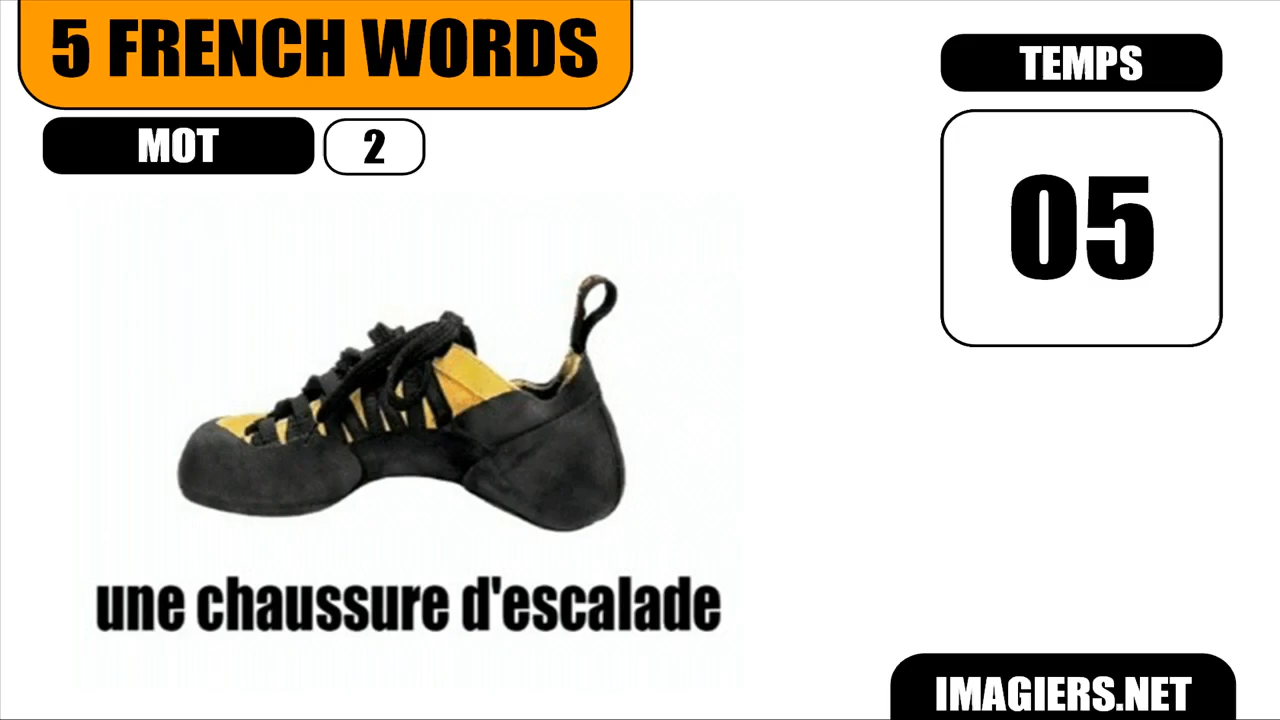 5 FRENCH WORDS
TEMPS
MOT 2
05
une chaussure d'escalade
IMAGIERS.NET